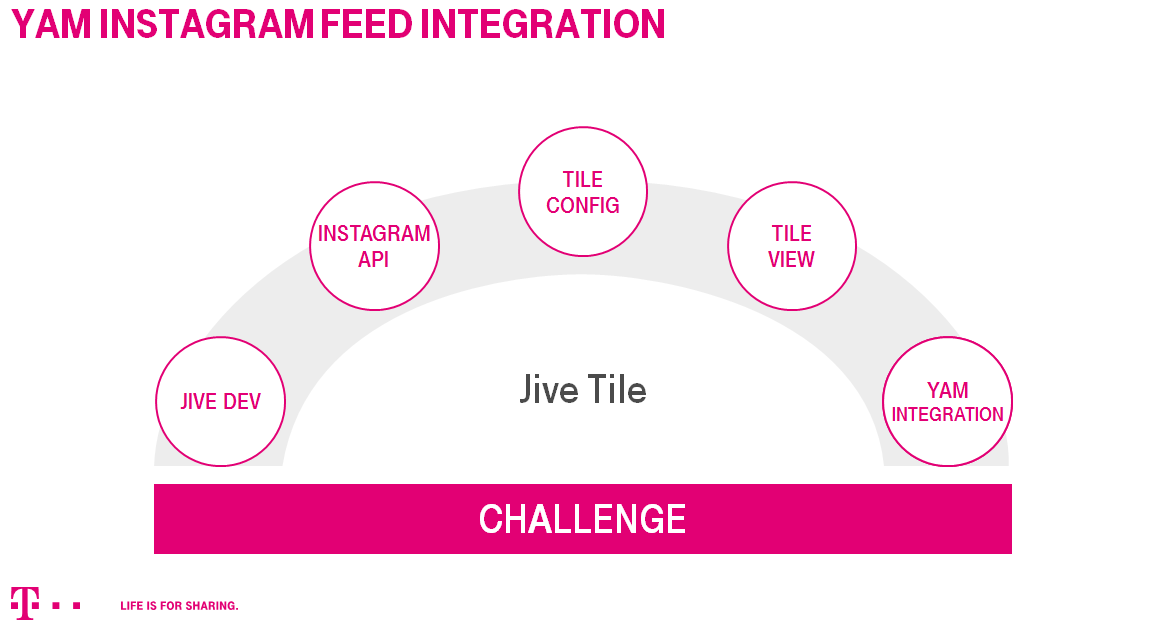 YAM INSTAGRAM FEED INTEGRATION
TILE
CONFIG
INSTAGRAM
API
TILE
VIEW
JIVE DEV
Jive Tile
YAM
INTEGRATION
CHALLENGE
T
LIFE IS FOR SHARING.